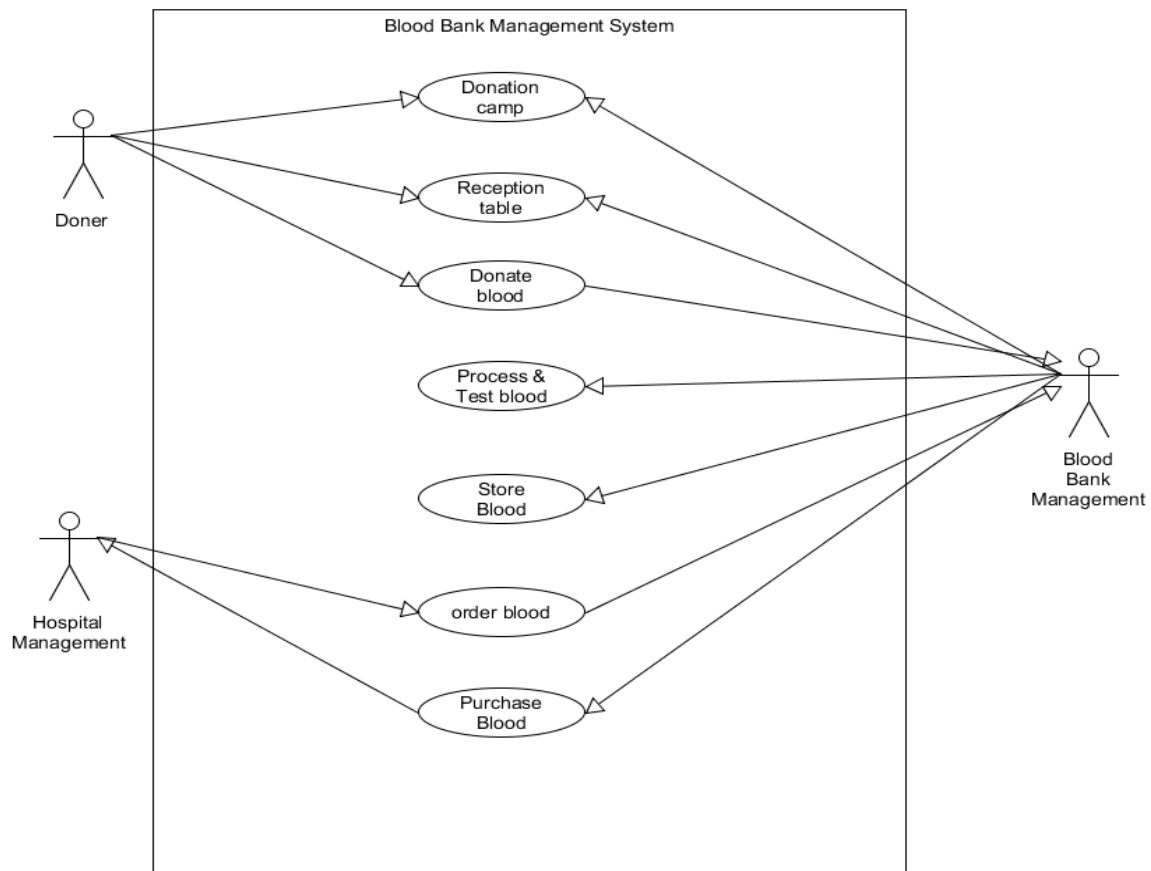 Blood Bank Management System
Donation
camp
Reception
table
Doner
Donate
blood
Process &
Test blood
Blood
Bank
Management
Store
Blood
order blood
Hospital
Management
Purchase
Blood